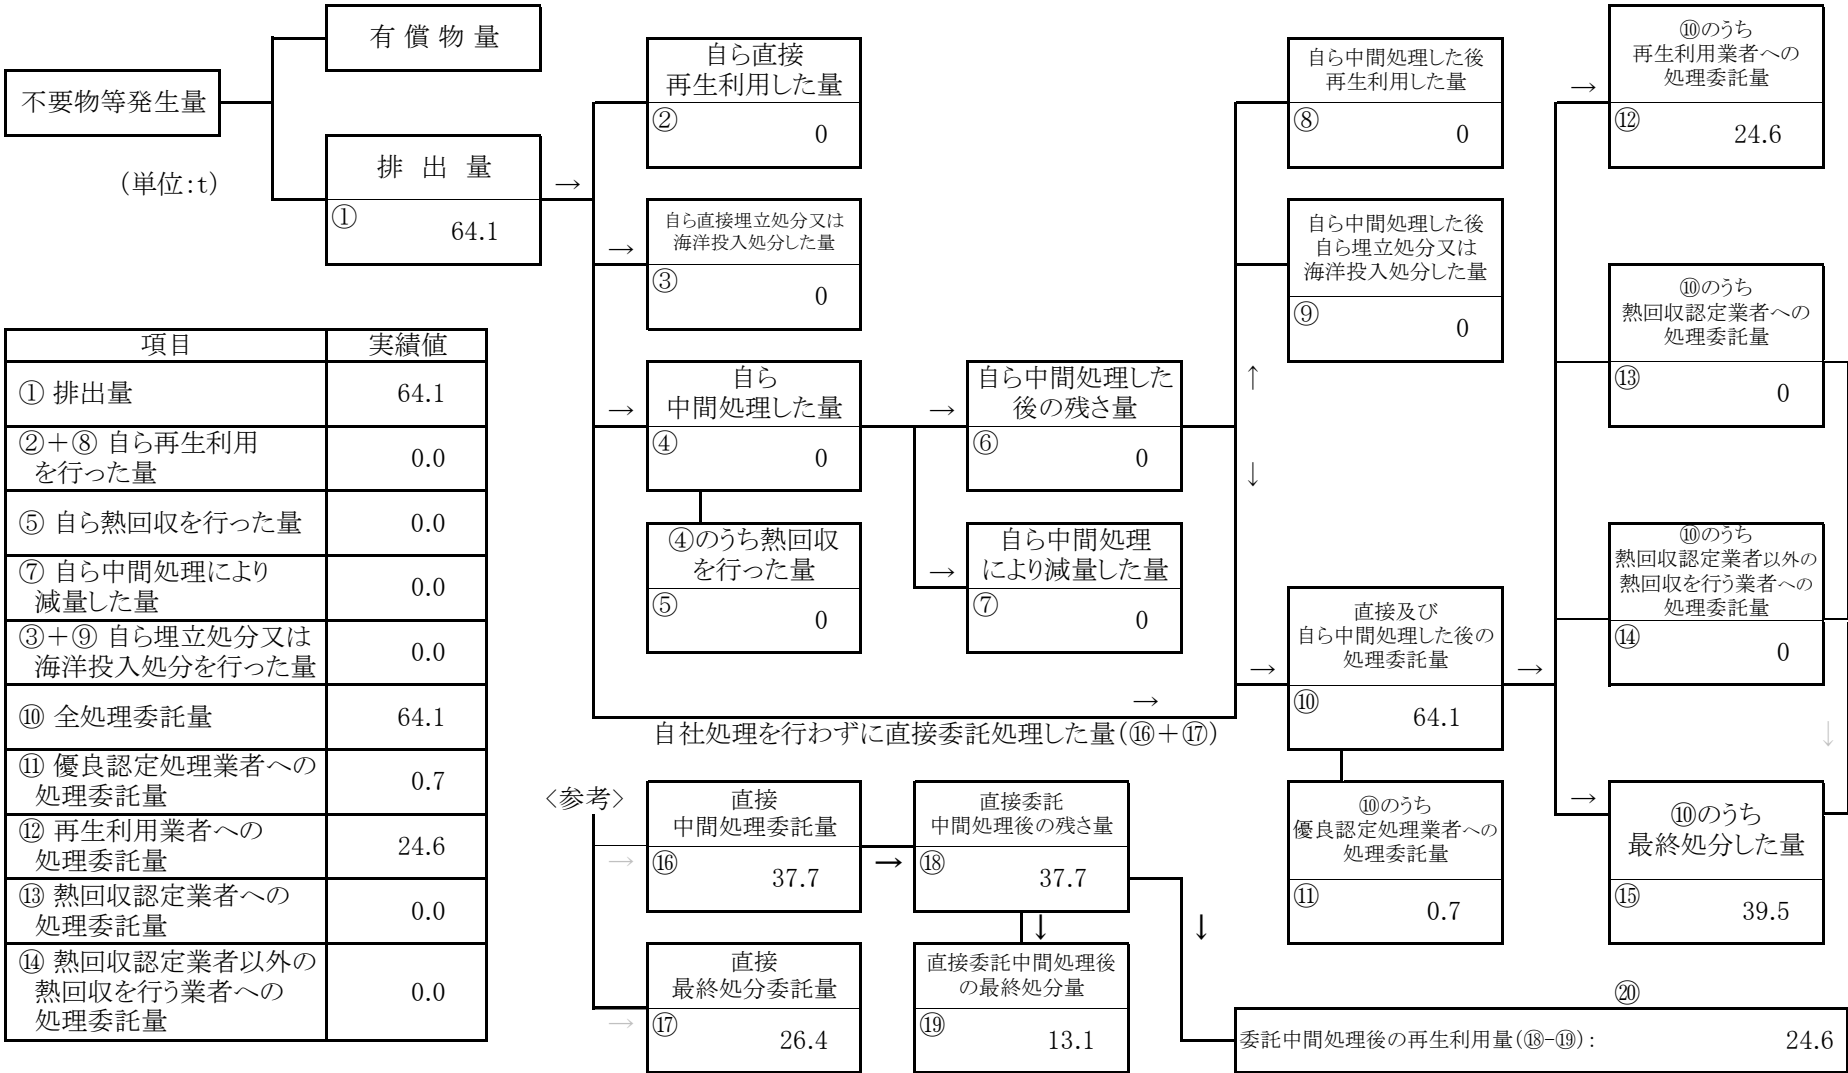 有 償 物 量
不要物等発生量
(単位:t)
排 出 量
→
①
64.1
自ら直接
再生利用した量
②
0
→
自ら直接埋立処分又は
海洋投入処分した量
③
0
→
自ら
中間処理した量
④
0
④のうち熱回収
を行った量
⑤
0
→
自ら中間処理した
後の残さ量
⑥
0
→
自ら中間処理
により減量した量
⑦
0
自ら中間処理した後
再生利用した量
⑧
0
自ら中間処理した後
自ら埋立処分又は
海洋投入処分した量
⑨
0
↑
↓
→
自社処理を行わずに直接委託処理した量(⑯+⑰)
→
直接及び
自ら中間処理した後の
処理委託量
⑩
64.1
→
⑩のうち
優良認定処理業者への
処理委託量
⑪
0.7
→
⑩のうち
再生利用業者への
処理委託量
⑫
24.6
⑩のうち
熱回収認定業者への
処理委託量
⑬
0
⑩のうち
熱回収認定業者以外の
熱回収を行う業者への
処理委託量
⑭
0
↓
→
⑩のうち
最終処分した量
⑮
39.5
項目 実績値
① 排出量 64.1
②+⑧ 自ら再生利用
を行った量 0.0
⑤ 自ら熱回収を行った量 0.0
⑦ 自ら中間処理により
減量した量 0.0
③+⑨ 自ら埋立処分又は
海洋投入処分を行った量 0.0
⑩ 全処理委託量 64.1
⑪ 優良認定処理業者への
処理委託量 0.7
⑫ 再生利用業者への
処理委託量 24.6
⑬ 熱回収認定業者への
処理委託量 0.0
⑭ 熱回収認定業者以外の
熱回収を行う業者への
処理委託量 0.0
〈参考〉
→
直接
中間処理委託量
⑯
37.7
→
直接委託
中間処理後の残さ量
⑱
37.7
↓
↓
→
直接
最終処分委託量
⑰
26.4
直接委託中間処理後
の最終処分量
⑲
13.1
⑳
委託中間処理後の再生利用量(⑱-⑲): 24.6